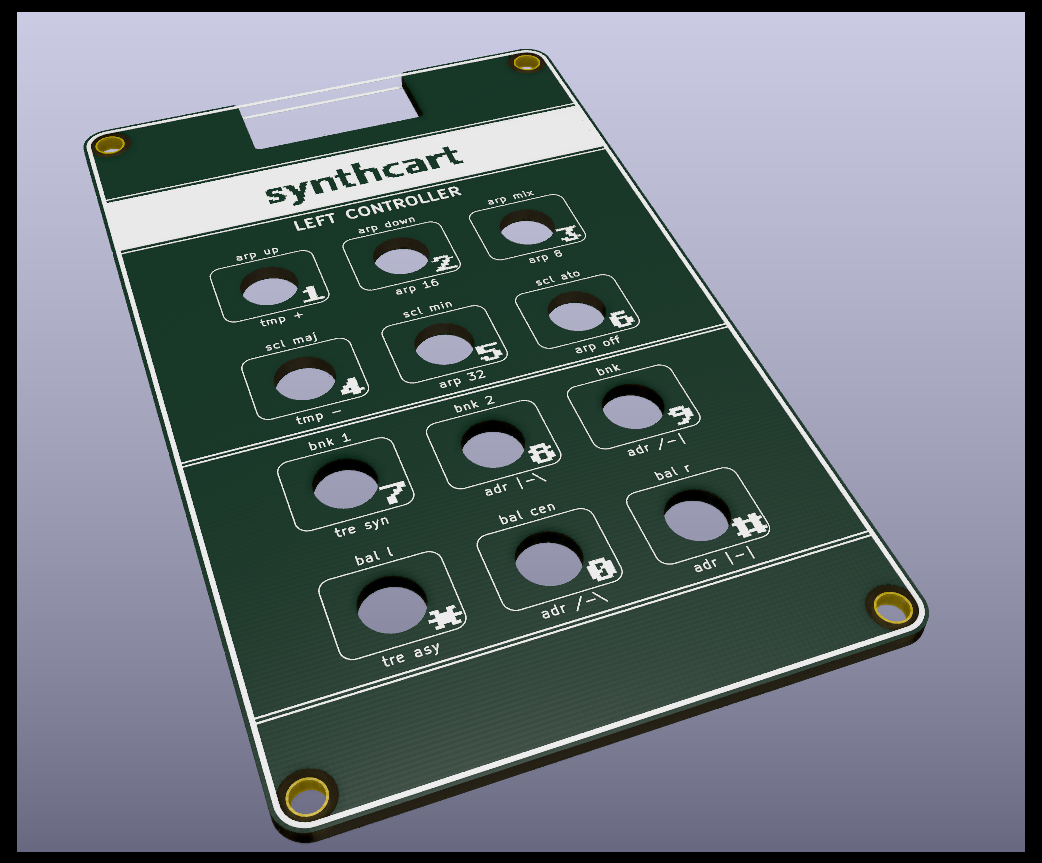 synthcart
LEFT CONTROLLER
arp up
1
tmp +
arp down
2
arp 16
arp mix
3
arp 8
scl maj
4
tmp -
scl min
5
arp 32
scl ato
6
arp off
bnk 1
7
tre syn
bnk 2
8
adr |-\
bnk
9
adr /-|
bal l
*
tre asy
bal cen
0
adr /-\
bal r
#
adr |-|